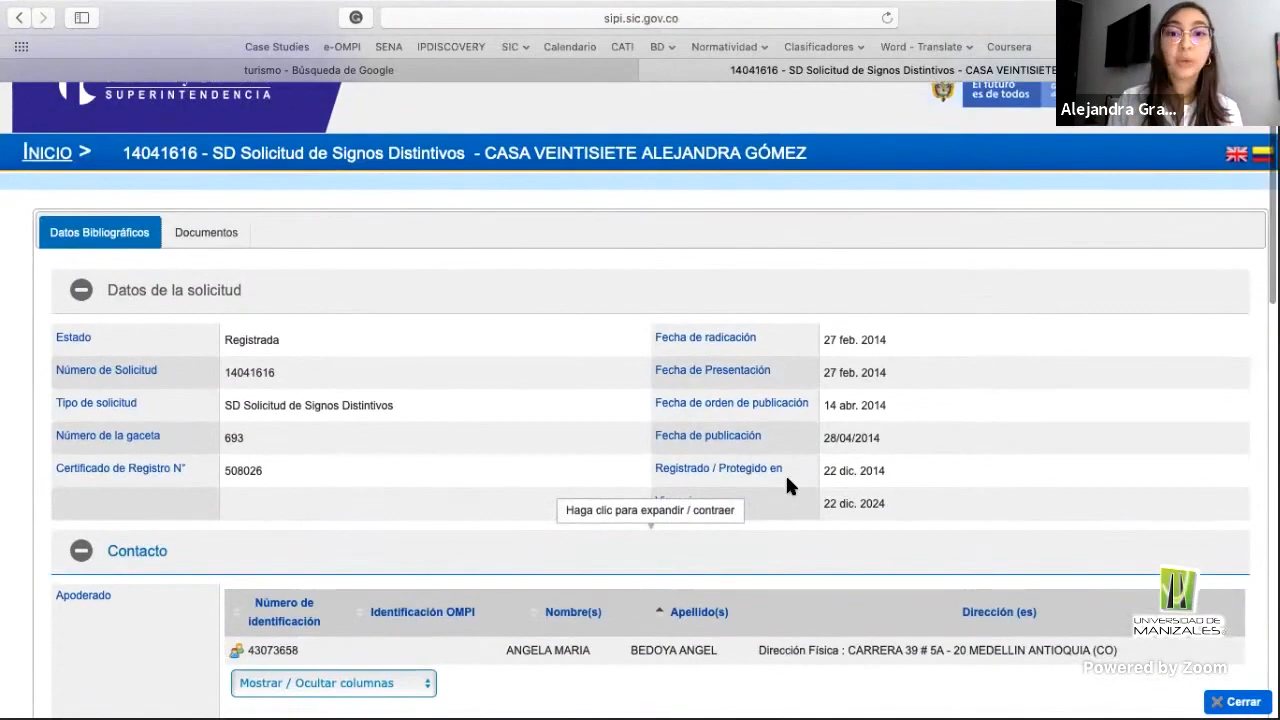 sipi.sic.gov.co
Case Studies e-OMPI SENA IPDISCOVERY SIC Calendario CATI BD Normatividad Clasificadores Word - Translate Coursera
turismo - Búsqueda de Google
14041616 - SD Solicitud de Signos Distintivos - CASA VEINTISIETE
Alejandra Gra...
SUPERINTENDENCIA
El futuro
es de todos
INICIO > 14041616 - SD Solicitud de Signos Distintivos - CASA VEINTISIETE ALEJANDRA GÓMEZ
Datos Bibliográficos Documentos
Datos de la solicitud
Estado Registrada Fecha de radicación 27 feb. 2014
Número de Solicitud 14041616 Fecha de Presentación 27 feb. 2014
Tipo de solicitud SD Solicitud de Signos Distintivos Fecha de orden de publicación 14 abr. 2014
Número de la gaceta 693 Fecha de publicación 28/04/2014
Certificado de Registro N° 508026 Registrado / Protegido en 22 dic. 2014
22 dic. 2024
Haga clic para expandir / contraer
Contacto
Apoderado
Número de identificación Identificación OMPI Nombre(s) Apellido(s) Dirección (es)
43073658 ANGELA MARIA BEDOYA ANGEL Dirección Física : CARRERA 39 # 5A - 20 MEDELLIN ANTIOQUIA (CO)
Mostrar / Ocultar columnas
UNIVERSIDAD DE
MANIZALES
Powered by Zoom
Cerrar